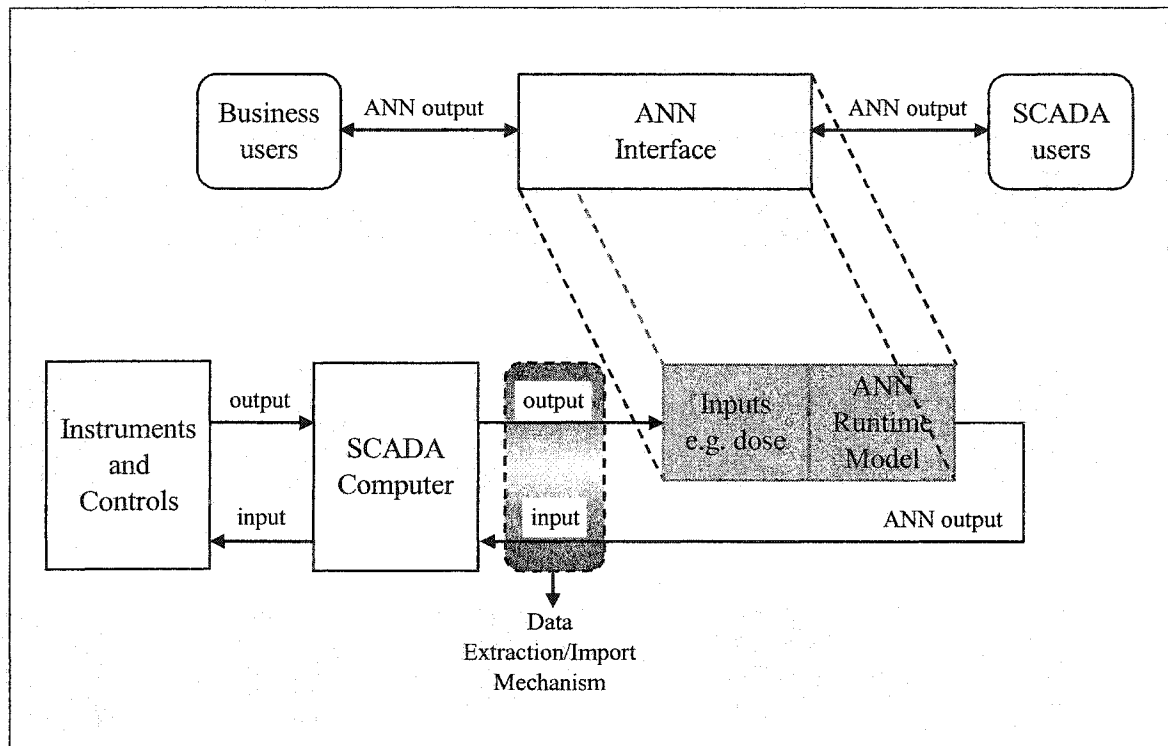 Business
users
ANN output
ANN
Interface
ANN output
SCADA
users
Instruments
and
Controls
output
input
SCADA
Computer
output
input
Inputs
e.g. dose
ANN
Runtime
Model
ANN output
Data
Extraction/Import
Mechanism